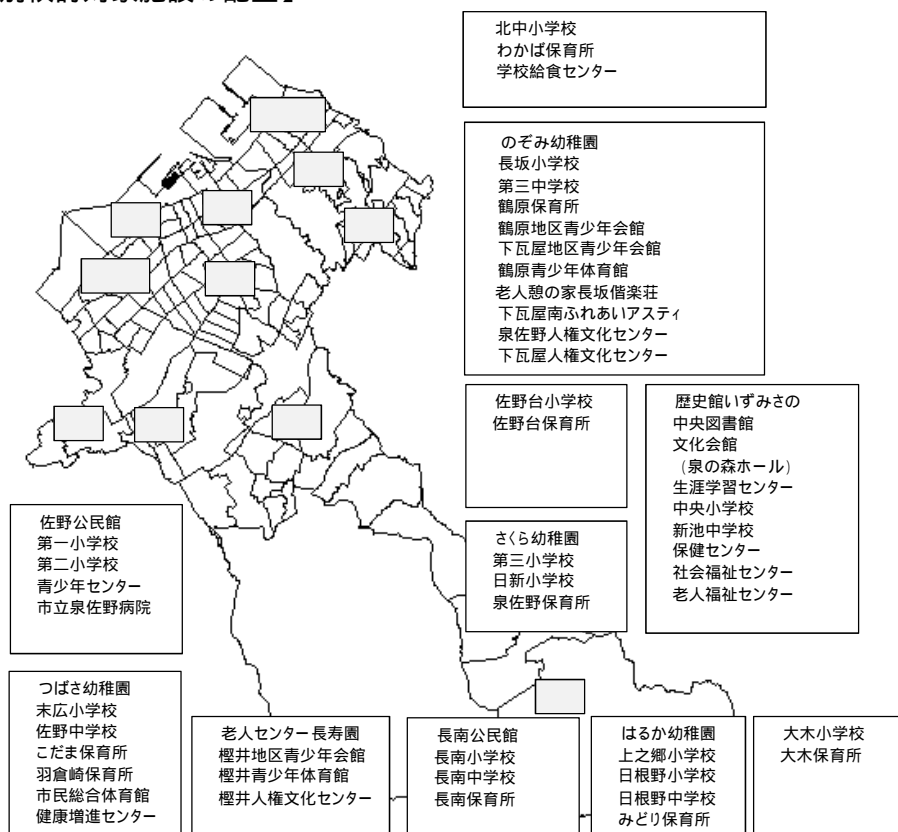 北中小学校
わかば保育所
学校給食センター
のぞみ幼稚園
長坂小学校
第三中学校
鶴原保育所
鶴原地区青少年会館
下瓦屋地区青少年会館
鶴原青少年体育館
老人憩の家長坂偕楽荘
下瓦屋南ふれあいアスティ
泉佐野人権文化センター
下瓦屋人権文化センター
佐野台小学校
佐野台保育所
歴史館いずみさの
中央図書館
文化会館
(泉の森ホール)
生涯学習センター
中央小学校
新池中学校
保健センター
社会福祉センター
老人福祉センター
佐野公民館
第一小学校
第二小学校
青少年センター
市立泉佐野病院
さくら幼稚園
第三小学校
日新小学校
泉佐野保育所
つばさ幼稚園
末広小学校
佐野中学校
こだま保育所
羽倉崎保育所
市民総合体育館
健康増進センター
老人センター長寿園
樫井地区青少年会館
樫井青少年体育館
樫井人権文化センター
長南公民館
長南小学校
長南中学校
長南保育所
はるか幼稚園
上之郷小学校
日根野小学校
日根野中学校
みどり保育所
大木小学校
大木保育所